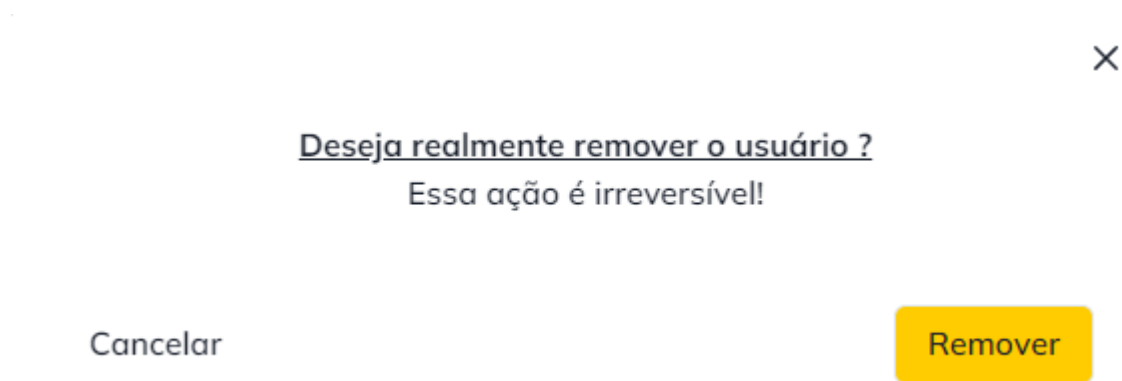 Deseja realmente remover o usuário ?
Essa ação é irreversível!
Cancelar
Remover